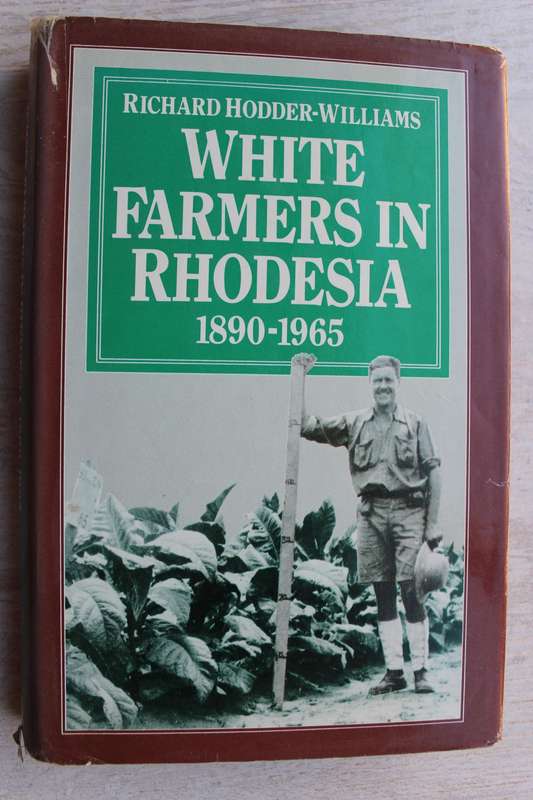 RICHARD HODDER-WILLIAMS
WHITE
FARMERS IN
RHODESIA
1890-1965